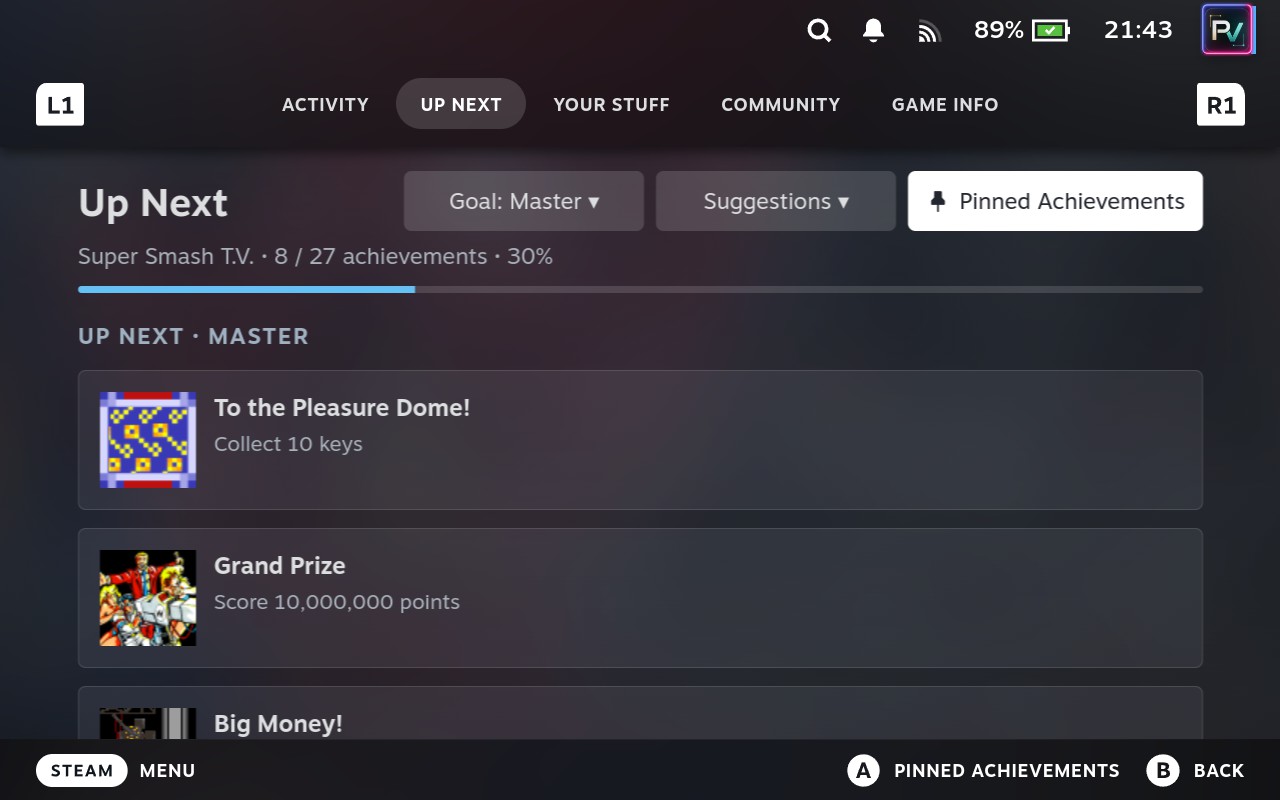 89% 21:43 PV
L1 ACTIVITY UP NEXT YOUR STUFF COMMUNITY GAME INFO R1
Up Next Goal: Master ▾ Suggestions ▾ Pinned Achievements
Super Smash T.V. · 8 / 27 achievements · 30%
UP NEXT · MASTER
To the Pleasure Dome!
Collect 10 keys
Grand Prize
Score 10,000,000 points
Big Money!
STEAM MENU A PINNED ACHIEVEMENTS B BACK